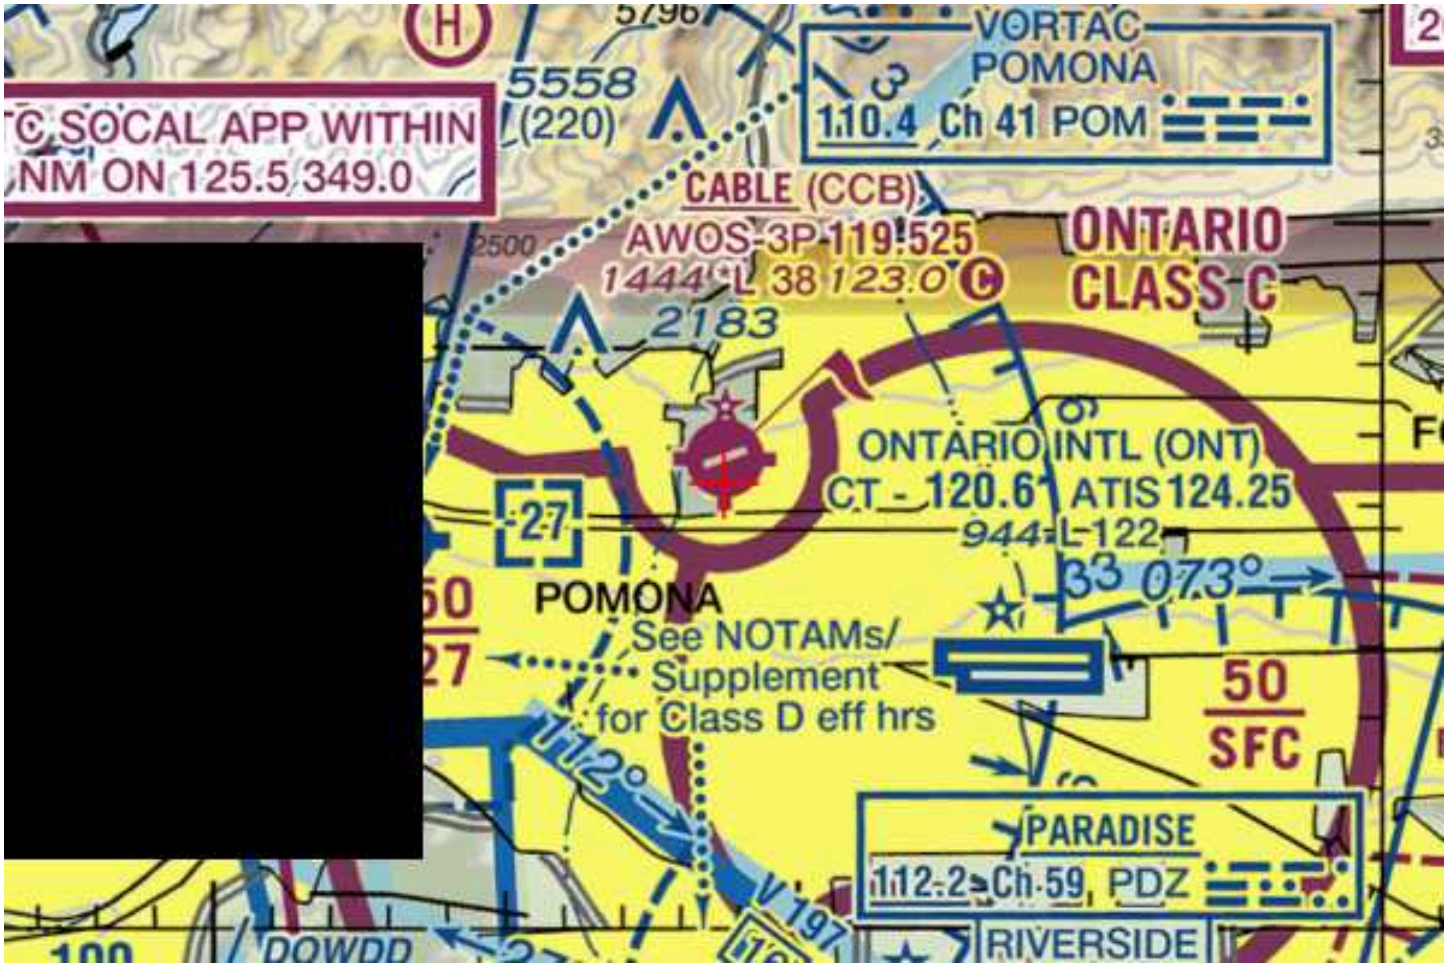 H
5796
VORTAC
POMONA
110.4 Ch 41 POM
5558
(220)
C SOCAL APP WITHIN
NM ON 125.5 349.0
CABLE (CCB)
AWOS-3P 119.525
1444 *L 38 123.0 C
2500
ONTARIO
CLASS C
2183
6
ONTARIO INTL (ONT)
CT - 120.6 ATIS 124.25
944 L 122
-27
33 073°
50
27
POMONA
See NOTAMs/
Supplement
for Class D eff hrs
50
SFC
112°
PARADISE
112.2 Ch 59 PDZ
V 197
RIVERSIDE
DOWDD
100